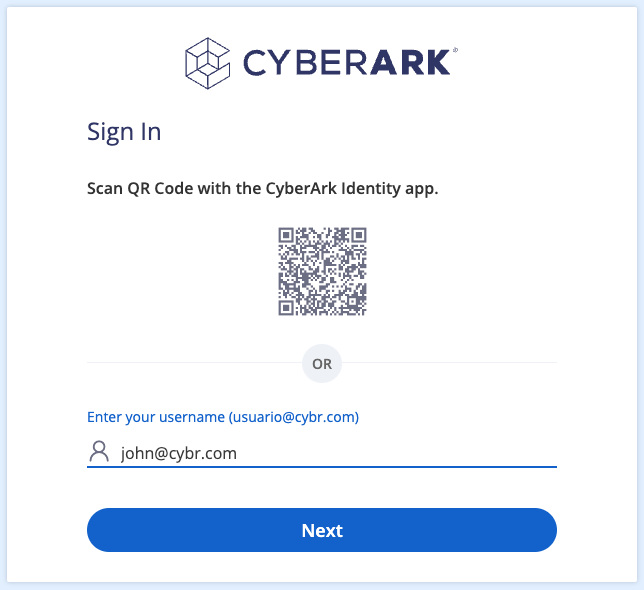 CYBERARK®
Sign In
Scan QR Code with the CyberArk Identity app.
OR
Enter your username (usuario@cybr.com)
john@cybr.com
Next